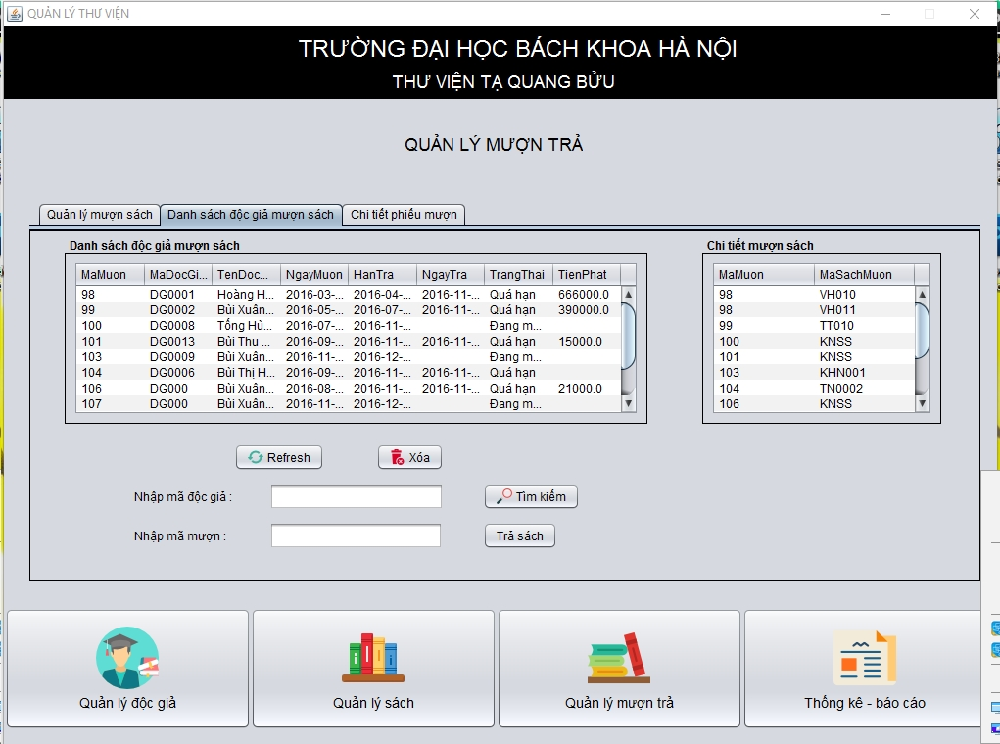 QUẢN LÝ THƯ VIỆN
TRƯỜNG ĐẠI HỌC BÁCH KHOA HÀ NỘI
THƯ VIỆN TẠ QUANG BỬU
QUẢN LÝ MƯỢN TRẢ
Quản lý mượn sách Danh sách độc giả mượn sách Chi tiết phiếu mượn
Danh sách độc giả mượn sách
MaMuon MaDocGi... TenDoc... NgayMuon HanTra NgayTra TrangThai TienPhat
98 DG0001 Hoàng H... 2016-03-... 2016-04-... 2016-11-... Quá hạn 666000.0
99 DG0002 Bùi Xuân... 2016-05-... 2016-07-... 2016-11-... Quá hạn 390000.0
100 DG0008 Tống Hủ... 2016-07-... 2016-11-... Đang m...
101 DG0013 Bùi Thu ... 2016-09-... 2016-11-... 2016-11-... Quá hạn 15000.0
103 DG0009 Bùi Xuân... 2016-11-... 2016-12-... Đang m...
104 DG0006 Bùi Thị H... 2016-09-... 2016-11-... 2016-11-... Quá hạn
106 DG000 Bùi Xuân... 2016-08-... 2016-11-... 2016-11-... Quá hạn 21000.0
107 DG000 Bùi Xuân... 2016-11-... 2016-12-... Đang m...
Chi tiết mượn sách
MaMuon MaSachMuon
98 VH010
98 VH011
99 TT010
100 KNSS
101 KNSS
103 KHN001
104 TN0002
106 KNSS
Refresh Xóa
Nhập mã độc giả : Tìm kiếm
Nhập mã mượn : Trả sách
Quản lý độc giả Quản lý sách Quản lý mượn trả Thống kê - báo cáo